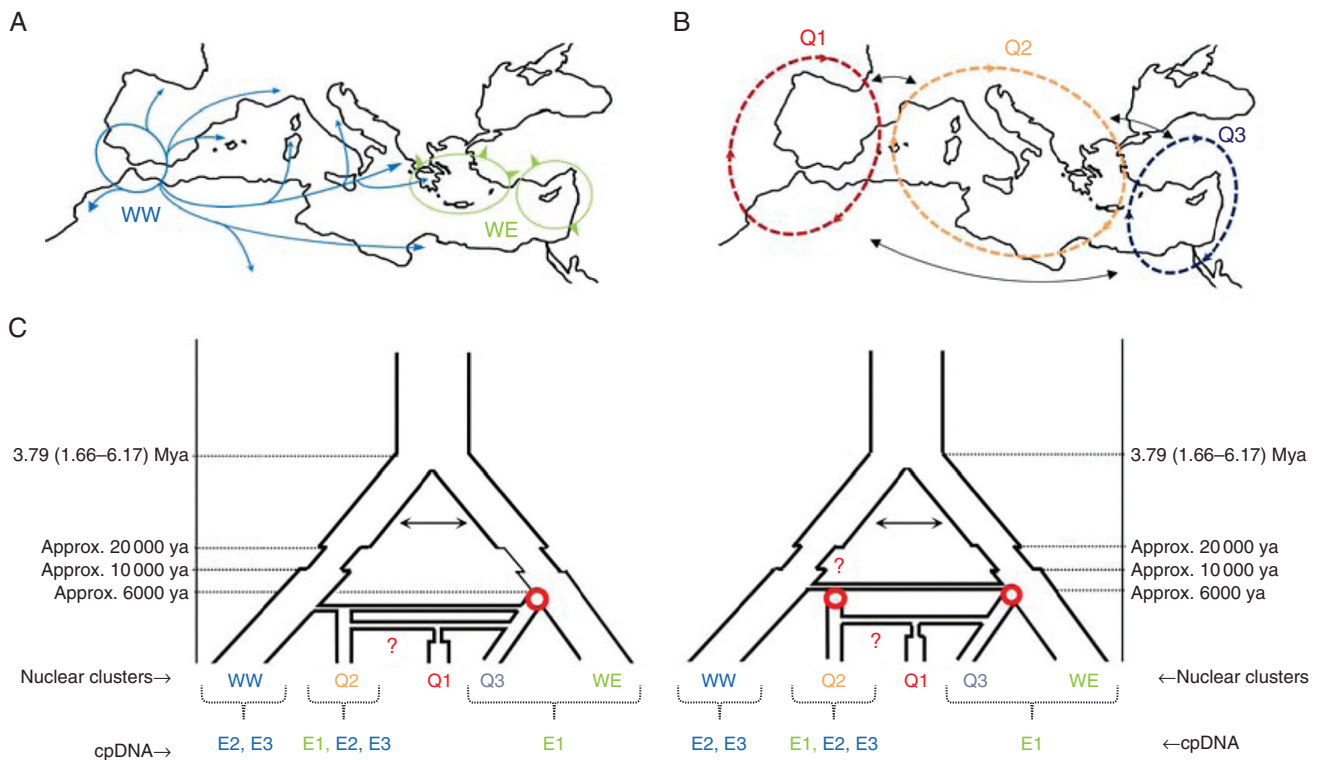 A
B
Q1
Q2
Q3
WW
WE
C
3.79 (1.66–6.17) Mya
3.79 (1.66–6.17) Mya
Approx. 20 000 ya
Approx. 20 000 ya
?
Approx. 10 000 ya
Approx. 10 000 ya
Approx. 6000 ya
Approx. 6000 ya
?
?
Nuclear clusters→ WW Q2 Q1 Q3 WE
WW Q2 Q1 Q3 WE ←Nuclear clusters
cpDNA→ E2, E3 E1, E2, E3 E1
E2, E3 E1, E2, E3 E1 ←cpDNA